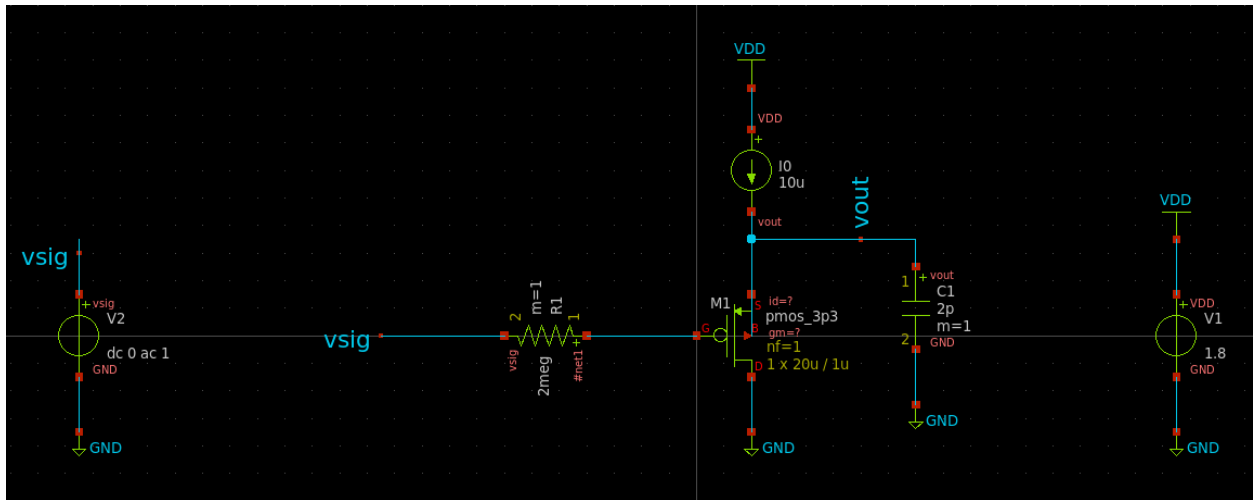 vsig
vsig
+
V2
dc 0 ac 1
GND
GND
vsig
2
m=1
R1
1
vsig
2meg
+
#net1
VDD
VDD
+
I0
10u
vout
vout
M1
S
id=?
pmos_3p3
G
B
gm=?
nf=1
D
1 x 20u / 1u
GND
1
vout
+
C1
2p
m=1
2
GND
GND
VDD
VDD
+
V1
1.8
GND
GND